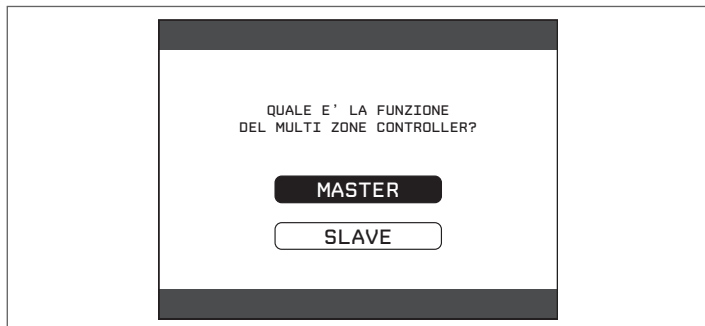 QUALE E' LA FUNZIONE
DEL MULTI ZONE CONTROLLER?
MASTER
SLAVE